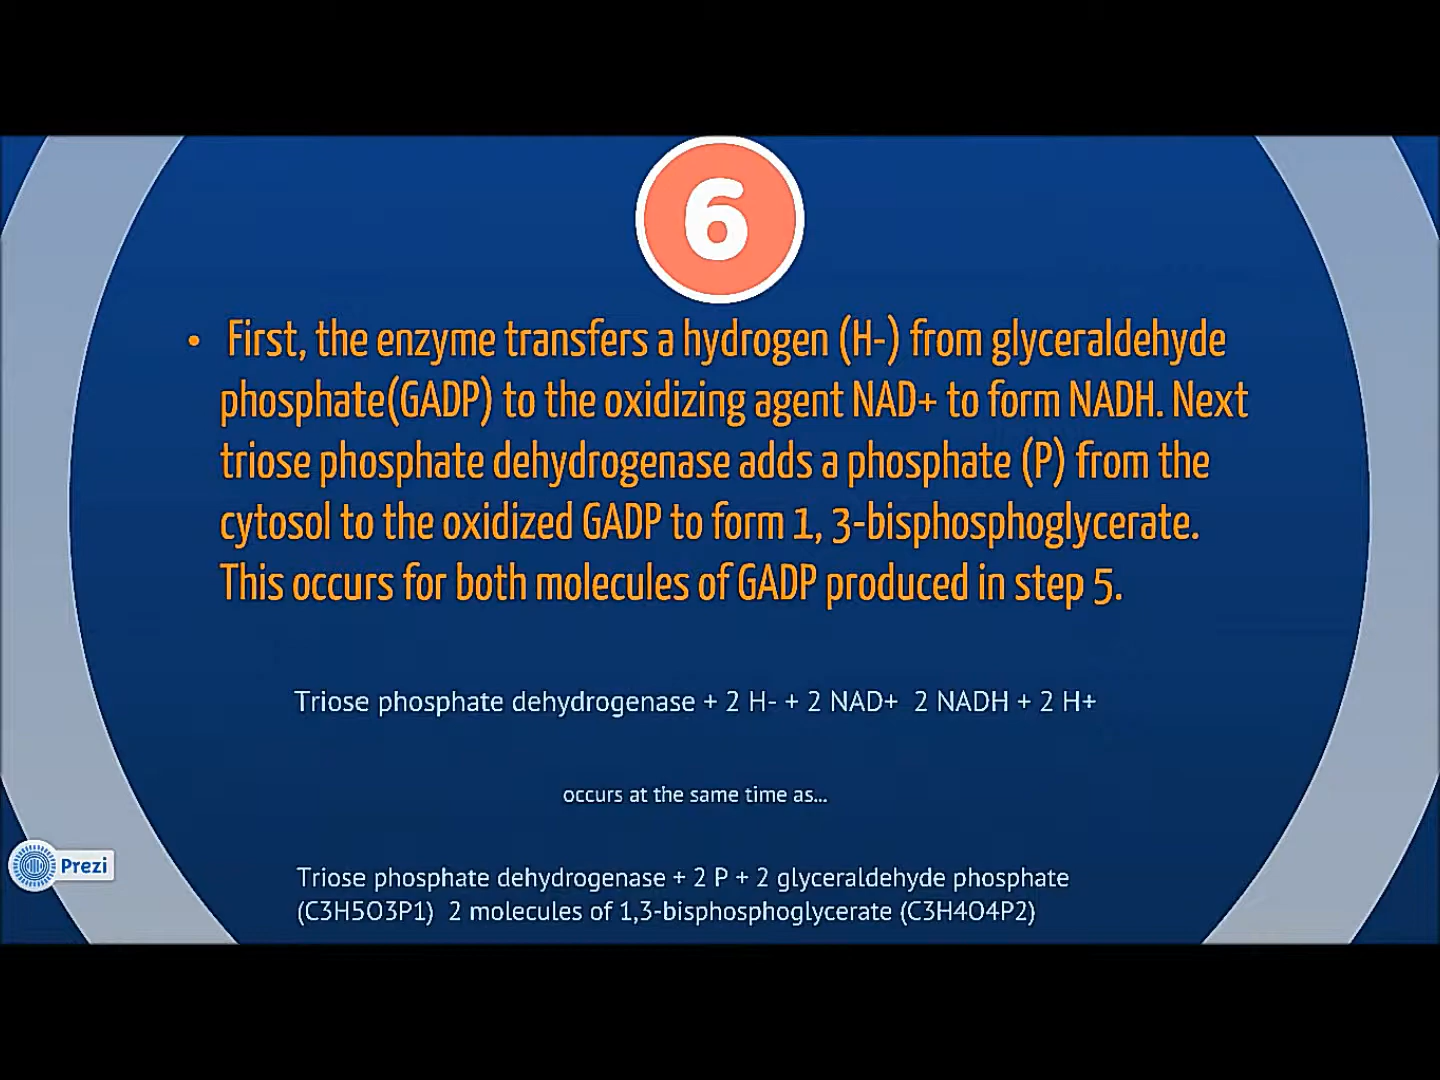 6
• First, the enzyme transfers a hydrogen (H-) from glyceraldehyde
phosphate(GADP) to the oxidizing agent NAD+ to form NADH. Next
triose phosphate dehydrogenase adds a phosphate (P) from the
cytosol to the oxidized GADP to form 1, 3-bisphosphoglycerate.
This occurs for both molecules of GADP produced in step 5.
Triose phosphate dehydrogenase + 2 H- + 2 NAD+  2 NADH + 2 H+
occurs at the same time as...
Triose phosphate dehydrogenase + 2 P + 2 glyceraldehyde phosphate
(C3H5O3P1)  2 molecules of 1,3-bisphosphoglycerate (C3H4O4P2)
Prezi